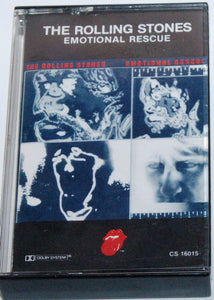 THE ROLLING STONES
EMOTIONAL RESCUE
THE ROLLING STONES EMOTIONAL RESCUE
DOLBY SYSTEM
CS 16015